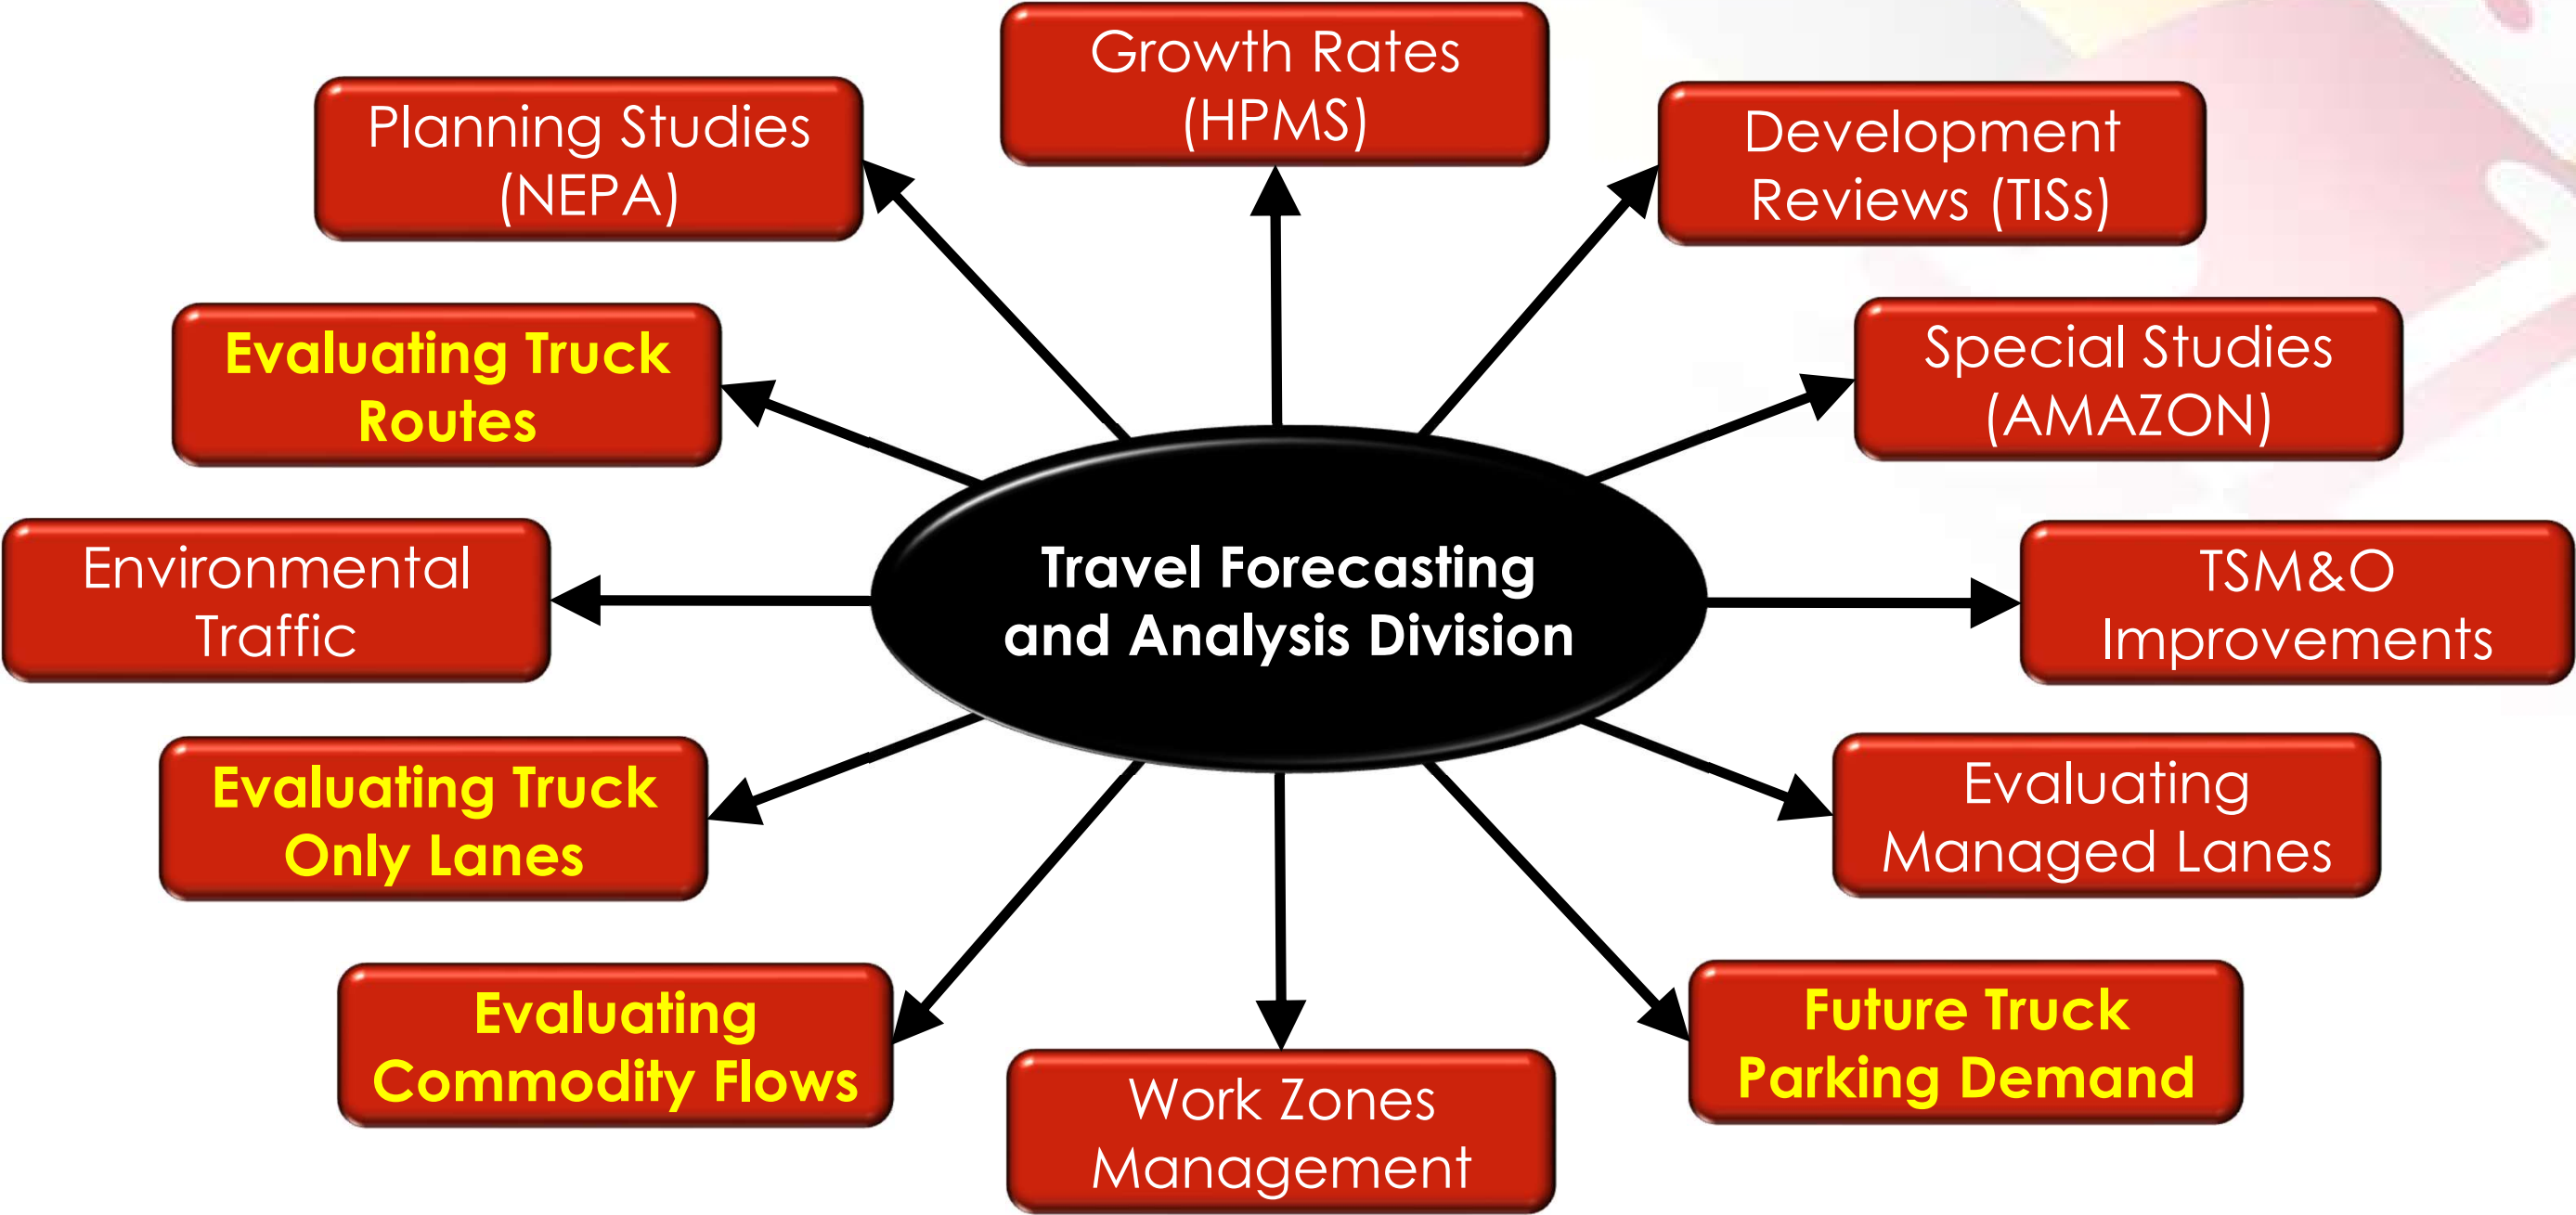 Growth Rates
(HPMS)
Planning Studies
(NEPA)
Development
Reviews (TISs)
Evaluating Truck
Routes
Special Studies
(AMAZON)
Environmental
Traffic
Travel Forecasting
and Analysis Division
TSM&O
Improvements
Evaluating Truck
Only Lanes
Evaluating
Managed Lanes
Evaluating
Commodity Flows
Future Truck
Parking Demand
Work Zones
Management